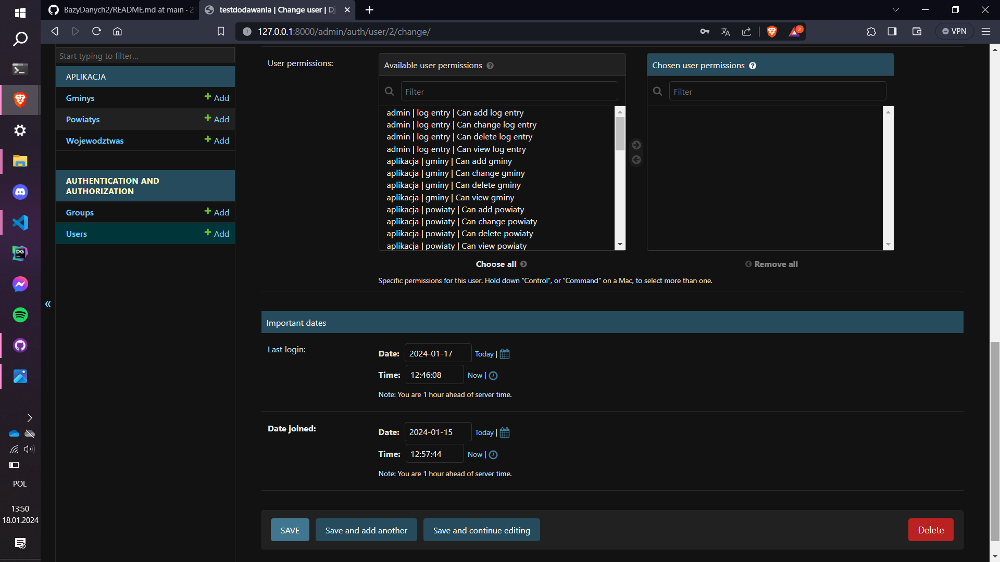 BazyDanych2/README.md at main · 2
testdodawania | Change user | Dj
127.0.0.1:8000/admin/auth/user/2/change/
2
VPN
Start typing to filter...
APLIKACJA
Gminys
Add
Powiatys
Add
Wojewodztwas
Add
AUTHENTICATION AND
AUTHORIZATION
Groups
Add
Users
Add
«
User permissions:
Available user permissions ?
Filter
admin | log entry | Can add log entry
admin | log entry | Can change log entry
admin | log entry | Can delete log entry
admin | log entry | Can view log entry
aplikacja | gminy | Can add gminy
aplikacja | gminy | Can change gminy
aplikacja | gminy | Can delete gminy
aplikacja | gminy | Can view gminy
aplikacja | powiaty | Can add powiaty
aplikacja | powiaty | Can change powiaty
aplikacja | powiaty | Can delete powiaty
aplikacja | powiaty | Can view powiaty
Choose all
Chosen user permissions ?
Filter
Remove all
Specific permissions for this user. Hold down “Control”, or “Command” on a Mac, to select more than one.
Important dates
Last login:
Date: 2024-01-17 Today |
Time: 12:46:08 Now |
Note: You are 1 hour ahead of server time.
Date joined:
Date: 2024-01-15 Today |
Time: 12:57:44 Now |
Note: You are 1 hour ahead of server time.
SAVE
Save and add another
Save and continue editing
Delete
DG
POL
13:50
18.01.2024